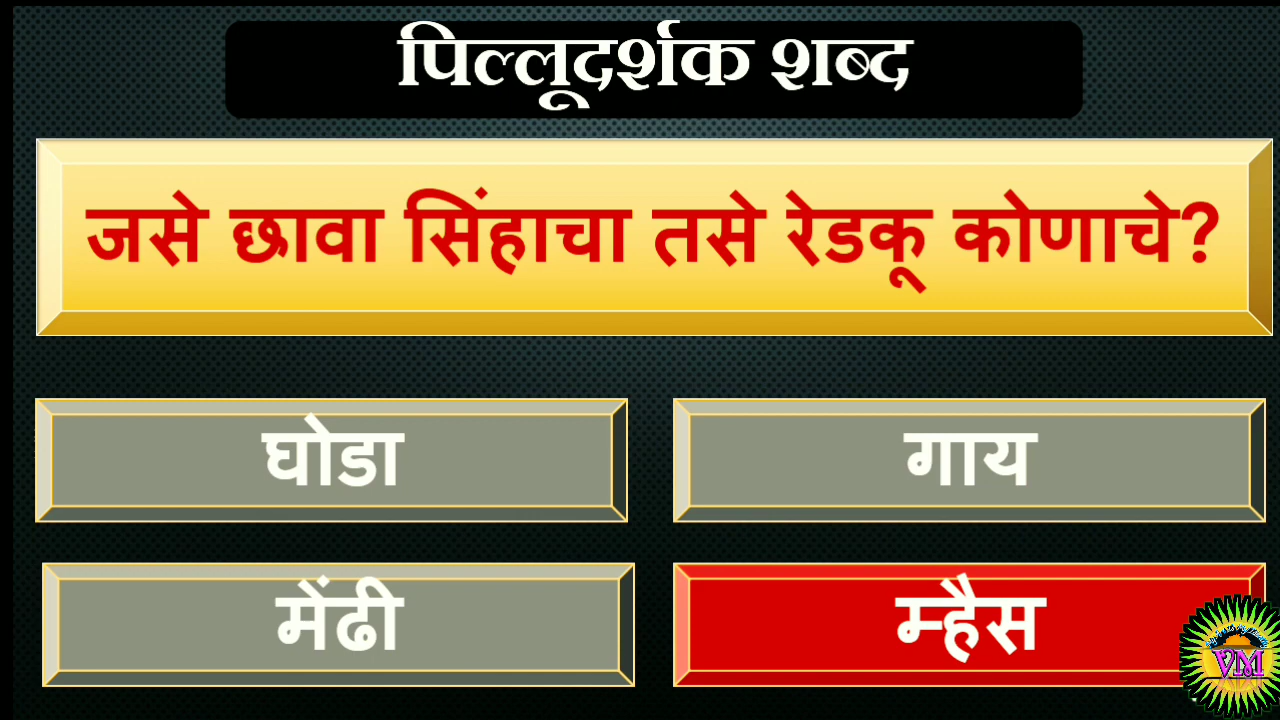 पिल्लूदर्शक शब्द
जसे छावा सिंहाचा तसे रेडकू कोणाचे?
घोडा
गाय
मेंढी
म्हैस
VM